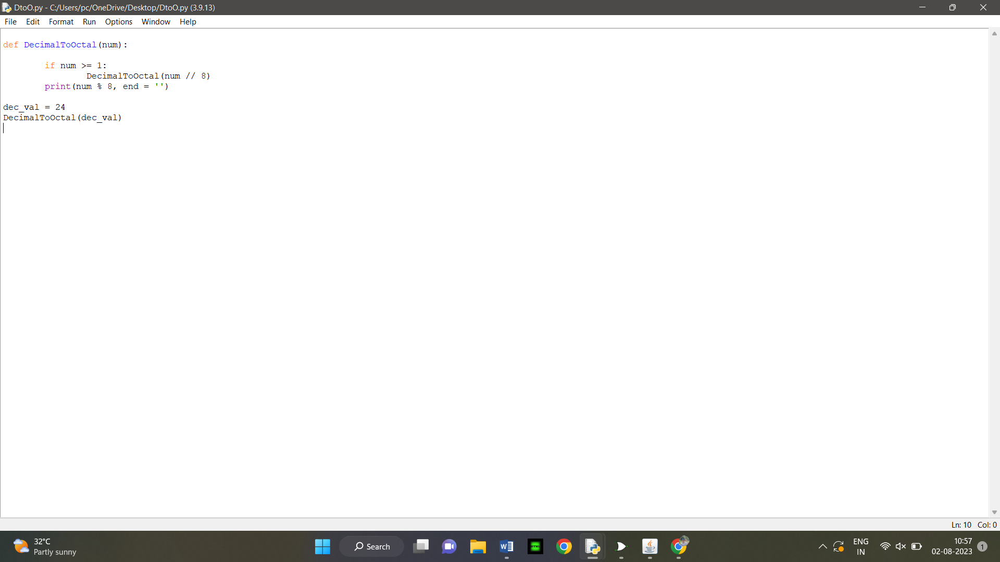 DtoO.py - C:/Users/pc/OneDrive/Desktop/DtoO.py (3.9.13)
File Edit Format Run Options Window Help
def DecimalToOctal(num):
if num >= 1:
DecimalToOctal(num // 8)
print(num % 8, end = '')
dec_val = 24
DecimalToOctal(dec_val)
Ln: 10 Col: 0
32°C
Partly sunny
Search
HTML
ENG
IN
10:57
02-08-2023
1